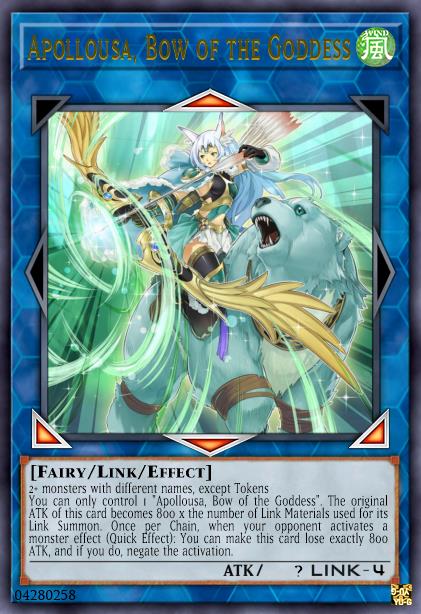 Apollousa, Bow of the Goddess
WIND
風
[Fairy/Link/Effect]
2+ monsters with different names, except Tokens
You can only control 1 "Apollousa, Bow of the Goddess". The original
ATK of this card becomes 800 x the number of Link Materials used for its
Link Summon. Once per Chain, when your opponent activates a
monster effect (Quick Effect): You can make this card lose exactly 800
ATK, and if you do, negate the activation.
ATK/ ? LINK-4
04280258